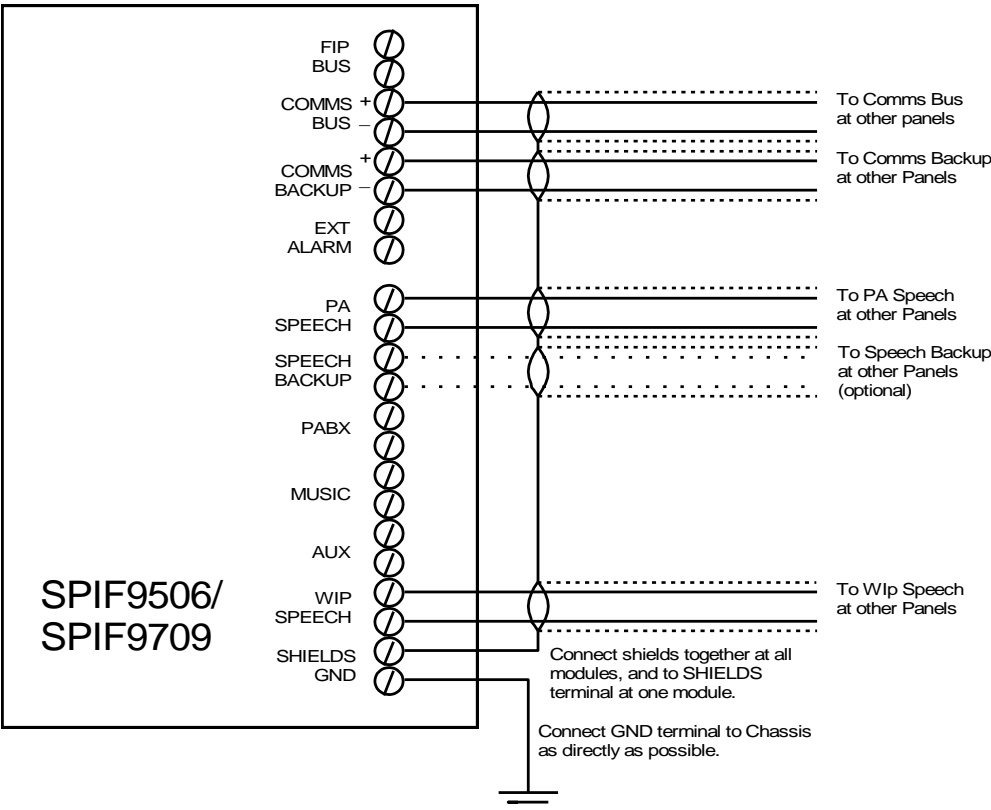 FIP
BUS
COMMS +
BUS –
To Comms Bus
at other panels
+
COMMS
BACKUP –
To Comms Backup
at other Panels
EXT
ALARM
PA
SPEECH
To PA Speech
at other Panels
SPEECH
BACKUP
To Speech Backup
at other Panels
(optional)
PABX
MUSIC
AUX
SPIF9506/
SPIF9709
WIP
SPEECH
To WIp Speech
at other Panels
SHIELDS
GND
Connect shields together at all
modules, and to SHIELDS
terminal at one module.
Connect GND terminal to Chassis
as directly as possible.